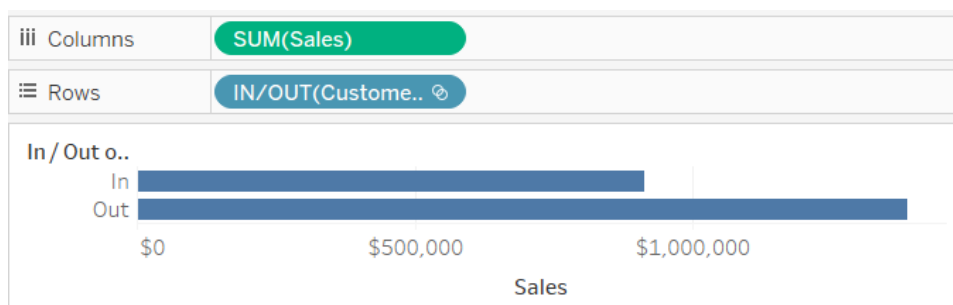 Columns
SUM(Sales)
Rows
IN/OUT(Custome..
In / Out o..
In
Out
$0
$500,000
$1,000,000
Sales